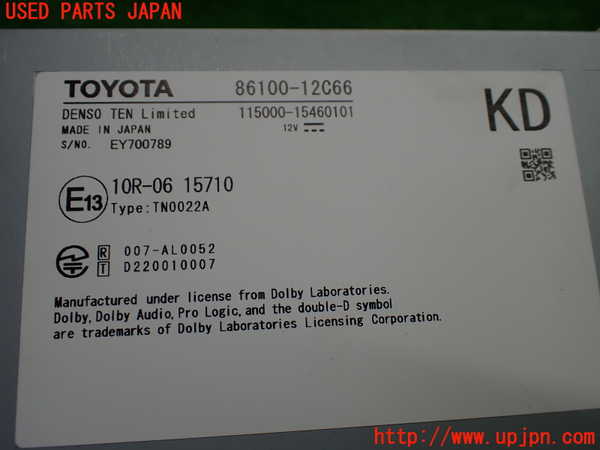 USED PARTS JAPAN
TOYOTA 86100-12C66
DENSO TEN Limited 115000-15460101
MADE IN JAPAN 12V
S/NO. EY700789
KD
E13 10R-06 15710
Type:TN0022A
R 007-AL0052
T D220010007
Manufactured under license from Dolby Laboratories.
Dolby, Dolby Audio, Pro Logic, and the double-D symbol
are trademarks of Dolby Laboratories Licensing Corporation.
http://www.upjpn.com/